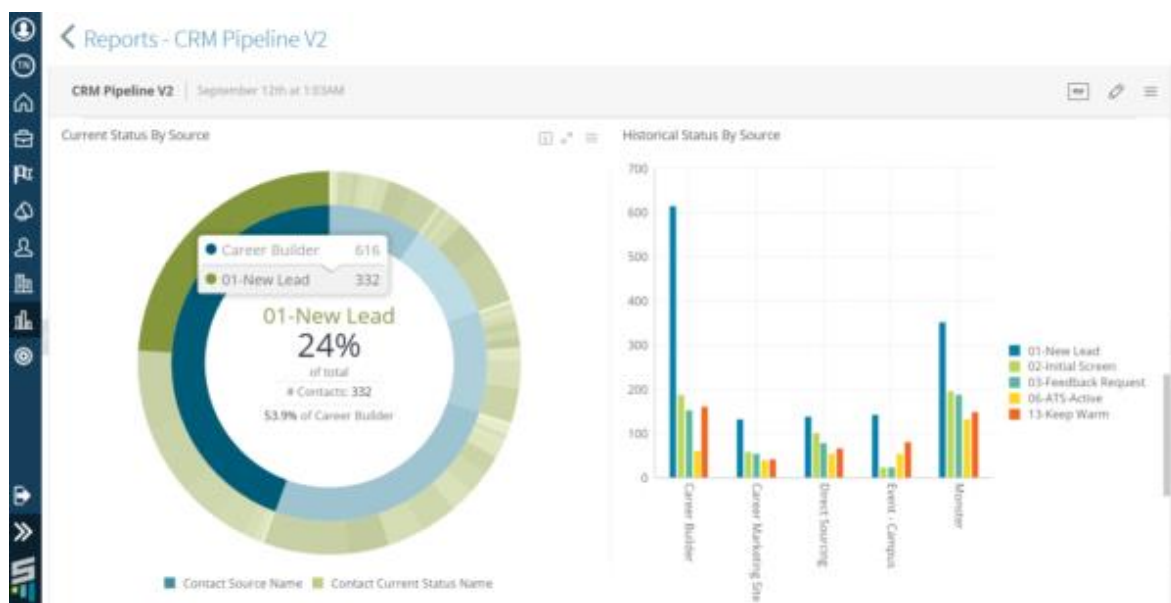 TN
Reports - CRM Pipeline V2
CRM Pipeline V2 September 12th at 1:03AM
Current Status By Source
Career Builder 616
01-New Lead 332
01-New Lead
24%
of total
# Contacts: 332
53.9% of Career Builder
Contact Source Name Contact Current Status Name
Historical Status By Source
700
600
500
400
300
200
100
0
Career Builder
Career Marketing Site
Direct Sourcing
Event - Campus
Monster
01-New Lead
02-Initial Screen
03-Feedback Request
06-ATS-Active
13-Keep Warm